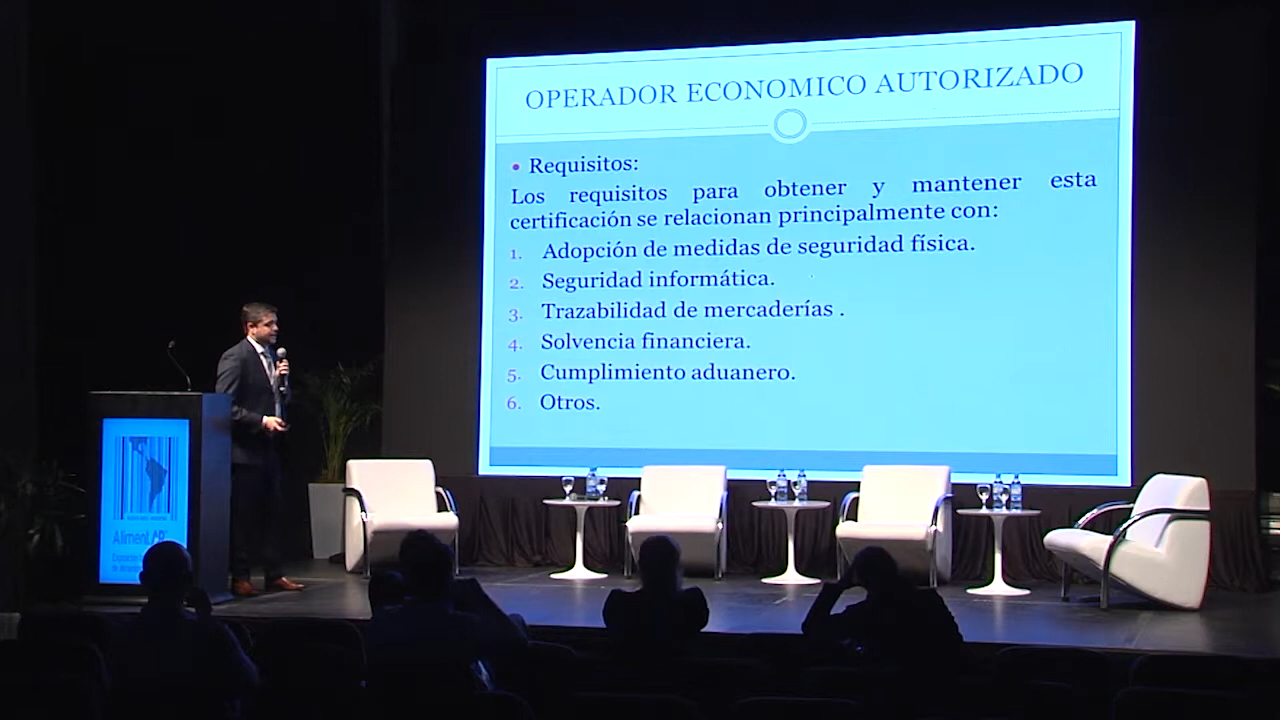 OPERADOR ECONOMICO AUTORIZADO
• Requisitos:
Los requisitos para obtener y mantener esta
certificación se relacionan principalmente con:
1. Adopción de medidas de seguridad física.
2. Seguridad informática.
3. Trazabilidad de mercaderías .
4. Solvencia financiera.
5. Cumplimiento aduanero.
6. Otros.